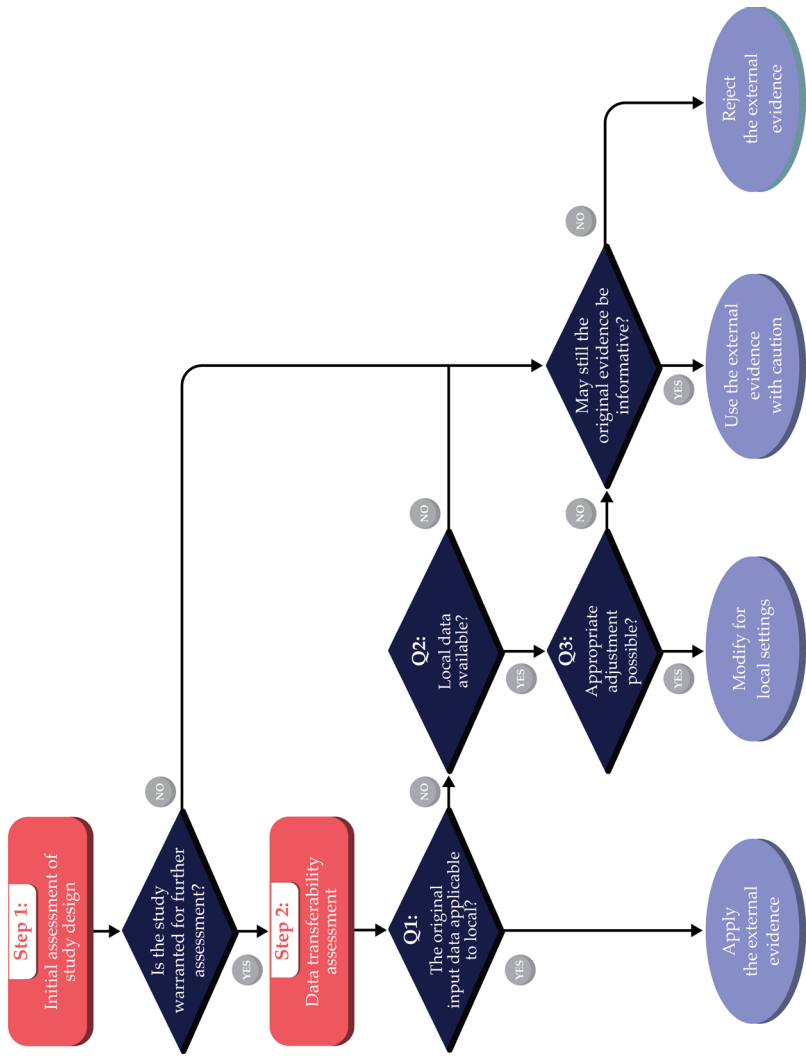 Step 1:
Initial assessment of
study design
Is the study
warranted for further
assessment?
NO
YES
Step 2:
Data transferability
assessment
Q1:
The original
input data applicable
to local?
NO
YES
Q2:
Local data
available?
NO
YES
Q3:
Appropriate
adjustment
possible?
NO
YES
May still the
original evidence be
informative?
NO
YES
Apply
the external
evidence
Modify for
local settings
Use the external
evidence
with caution
Reject
the external
evidence